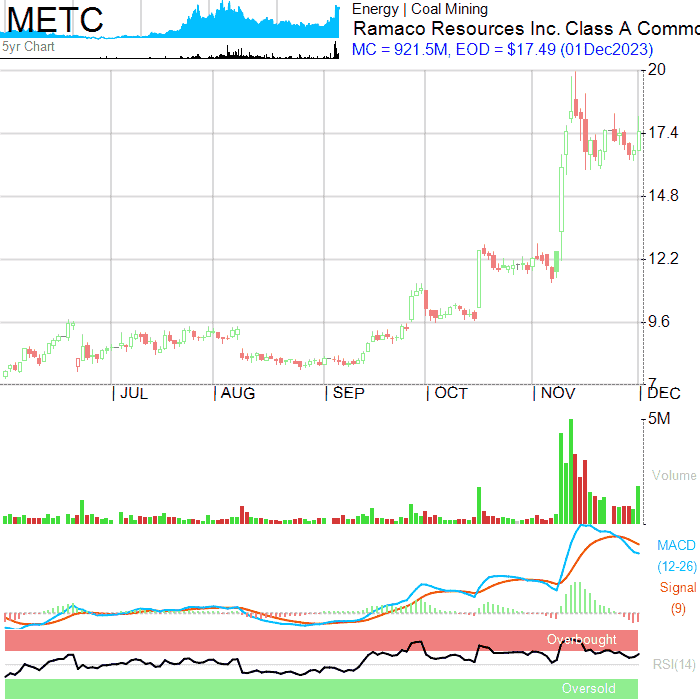 METC
5yr Chart
Energy | Coal Mining
Ramaco Resources Inc. Class A Commo
MC = 921.5M, EOD = $17.49 (01Dec2023)
20
17.4
14.8
12.2
9.6
7
JUL AUG SEP OCT NOV DEC
5M
Volume
MACD
(12-26)
Signal
(9)
Overbought
RSI(14)
Oversold